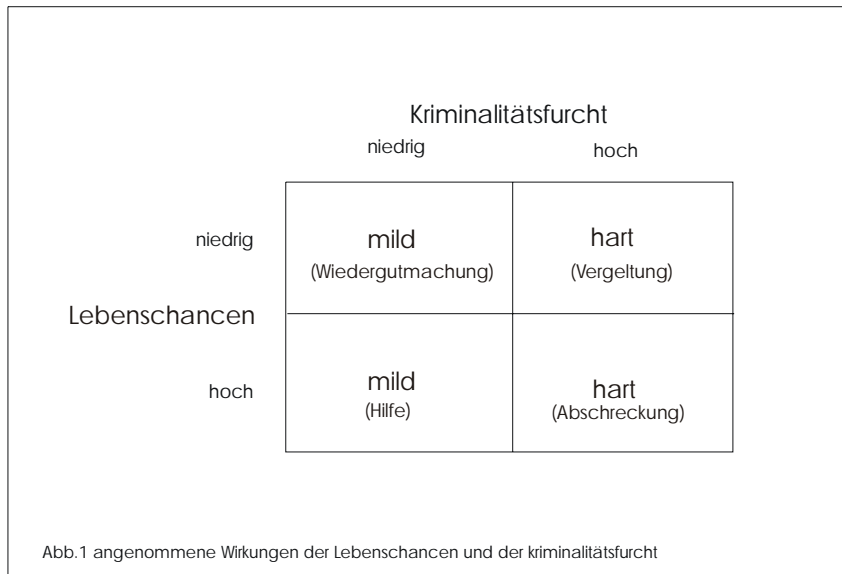 Kriminalitätsfurcht
niedrig hoch
niedrig mild hart
(Wiedergutmachung) (Vergeltung)
Lebenschancen
hoch mild hart
(Hilfe) (Abschreckung)
Abb.1 angenommene Wirkungen der Lebenschancen und der kriminalitätsfurcht